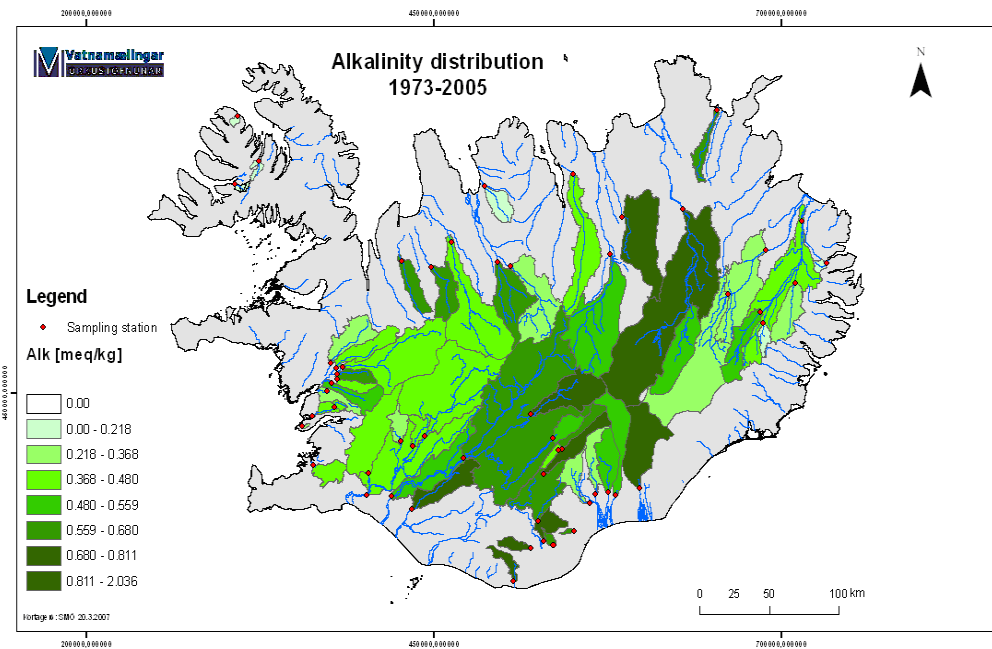 200000,000000 450000,000000 700000,000000
Vatnamælingar
ORKUSTOFNUNAR
Alkalinity distribution
1973-2005
N
Legend
Sampling station
Alk [meq/kg]
0.00
0.00 - 0.218
0.218 - 0.368
0.368 - 0.480
0.480 - 0.559
0.559 - 0.680
0.680 - 0.811
0.811 - 2.036
0 25 50 100 km
200000,000000 450000,000000 700000,000000